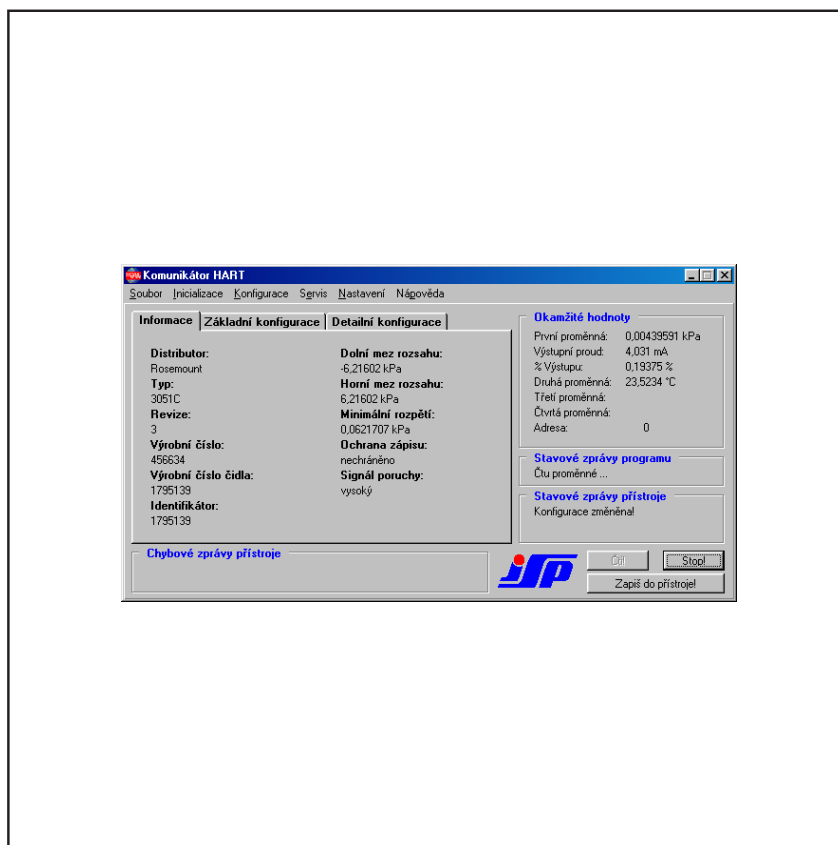 Komunikátor HART
Soubor Inicializace Konfigurace Servis Nastavení Nápověda
Informace Základní konfigurace Detailní konfigurace
Distributor:
Rosemount
Typ:
3051C
Revize:
3
Výrobní číslo:
456634
Výrobní číslo čidla:
1795139
Identifikátor:
1795139
Dolní mez rozsahu:
-6,21602 kPa
Horní mez rozsahu:
6,21602 kPa
Minimální rozpětí:
0,0621707 kPa
Ochrana zápisu:
nechráněno
Signál poruchy:
vysoký
Okamžité hodnoty
První proměnná: 0,00439591 kPa
Výstupní proud: 4,031 mA
% Výstupu: 0,19375 %
Druhá proměnná: 23,5234 °C
Třetí proměnná:
Čtvrtá proměnná:
Adresa: 0
Stavové zprávy programu
Čtu proměnné ...
Stavové zprávy přístroje
Konfigurace změněna!
Chybové zprávy přístroje
JSP
Čti! Stop!
Zapiš do přístroje!